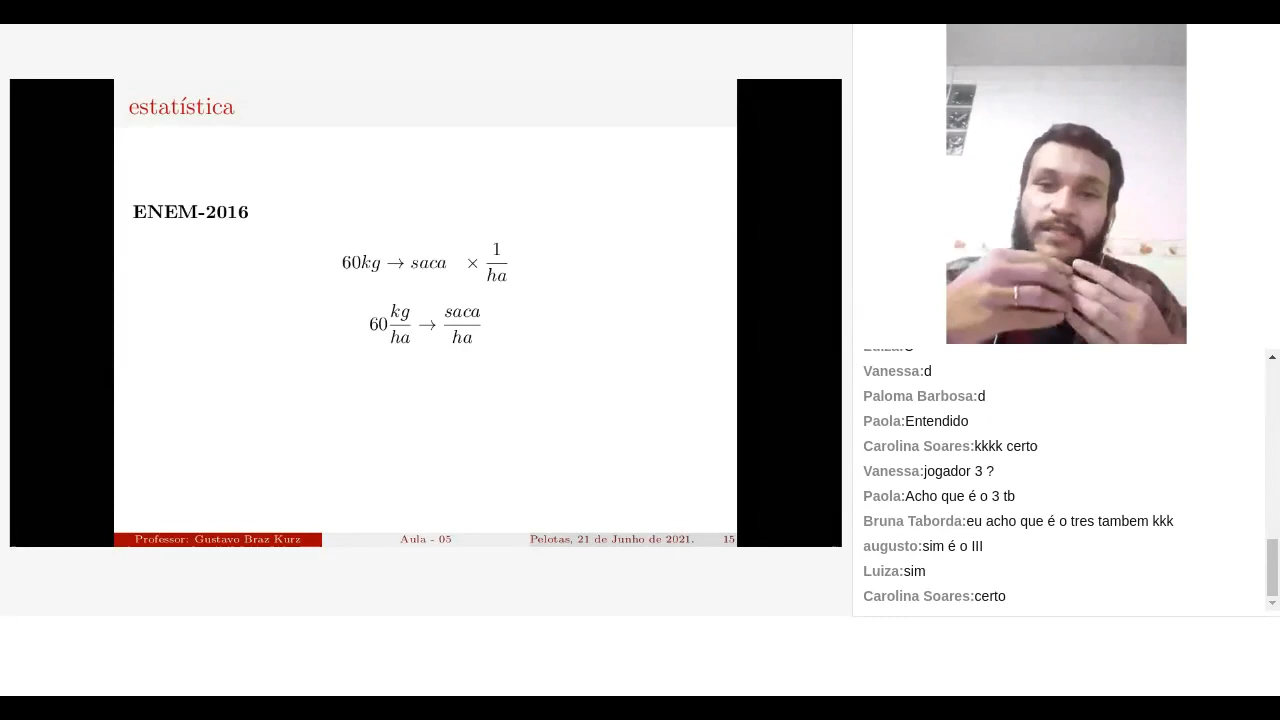 estatística
ENEM-2016
60kg → saca × 1/ha
60 kg/ha → saca/ha
Professor: Gustavo Braz Kurz
Aula - 05
Pelotas, 21 de Junho de 2021.
15
Vanessa:d
Paloma Barbosa:d
Paola:Entendido
Carolina Soares:kkkk certo
Vanessa:jogador 3 ?
Paola:Acho que é o 3 tb
Bruna Taborda:eu acho que é o tres tambem kkk
augusto:sim é o III
Luiza:sim
Carolina Soares:certo